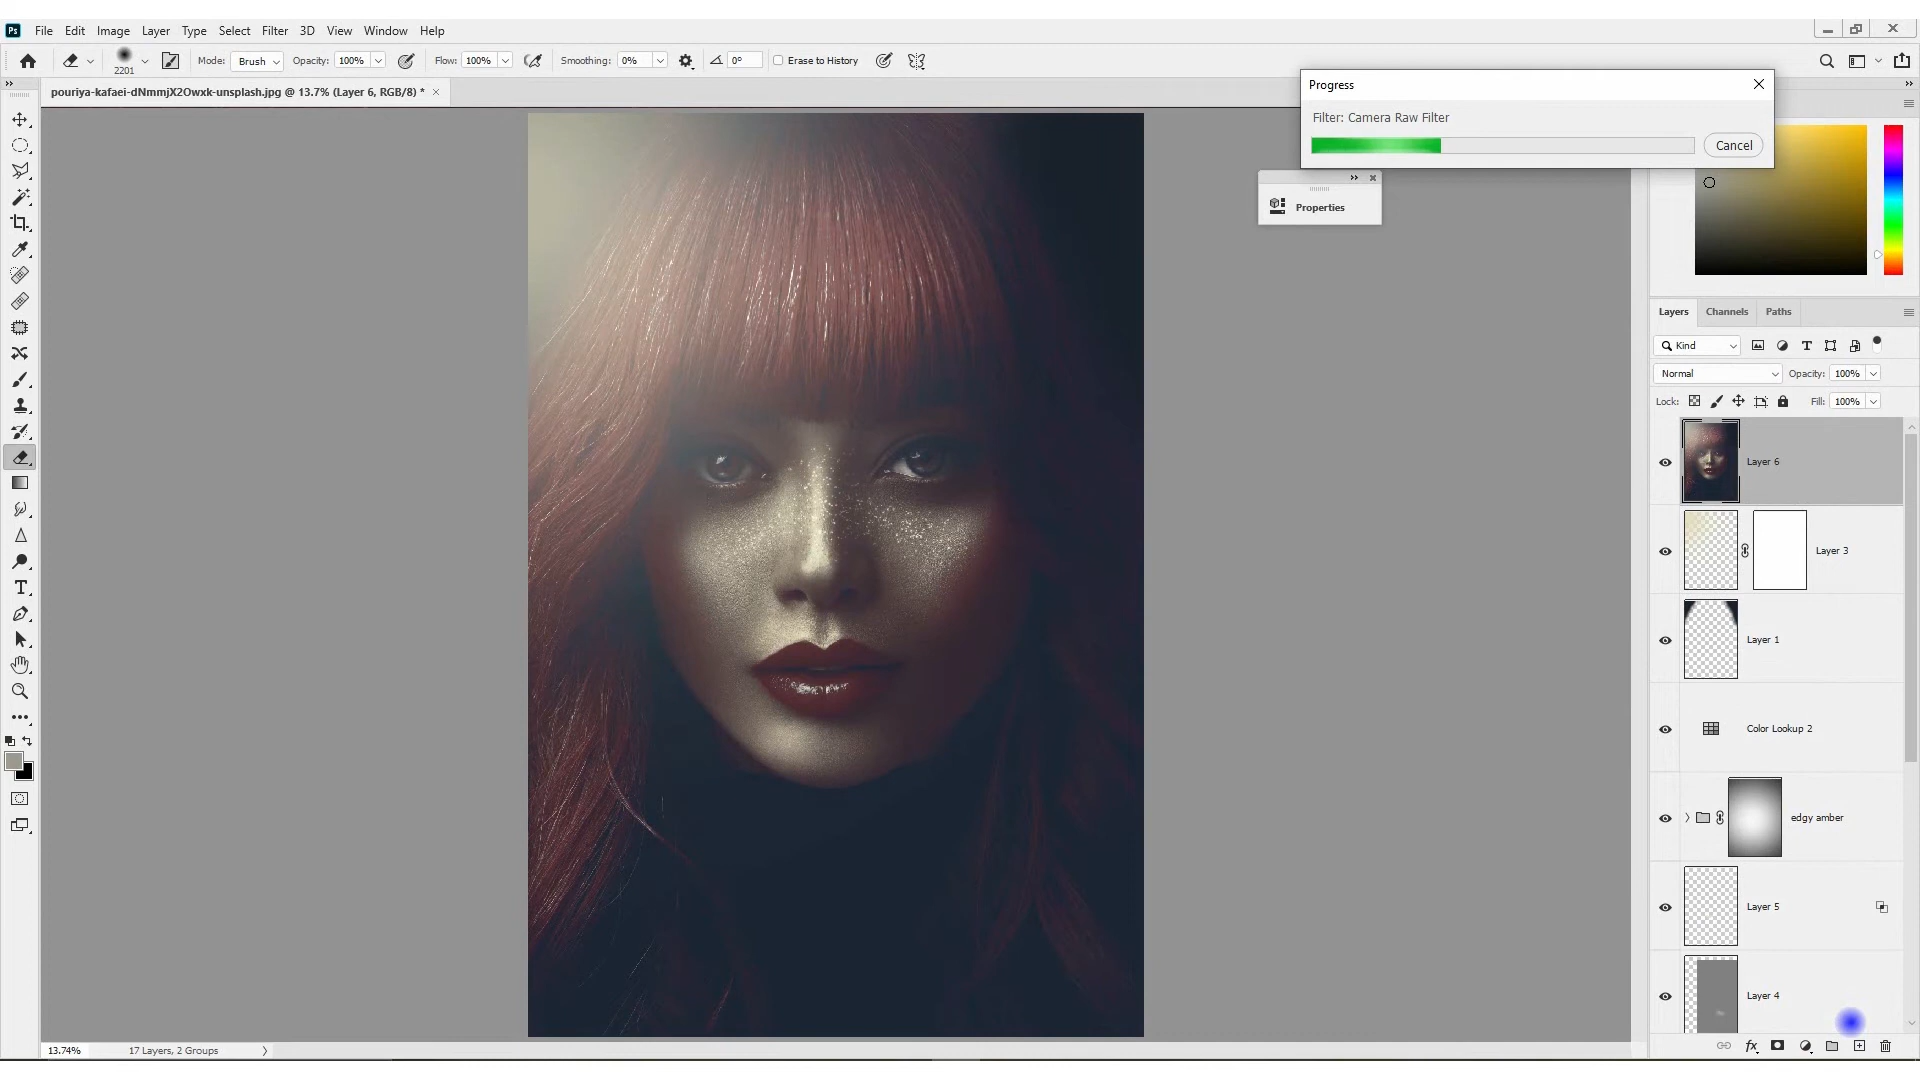 Ps File Edit Image Layer Type Select Filter 3D View Window Help
2201 Mode: Brush Opacity: 100% Flow: 100% Smoothing: 0% 0° Erase to History
pouriya-kafaei-dNmmjX2Owxk-unsplash.jpg @ 13.7% (Layer 6, RGB/8) *
Progress
Filter: Camera Raw Filter
Cancel
Properties
Layers Channels Paths
Kind
Normal Opacity: 100%
Lock: Fill: 100%
Layer 6
Layer 3
Layer 1
Color Lookup 2
edgy amber
Layer 5
Layer 4
13.74% 17 Layers, 2 Groups